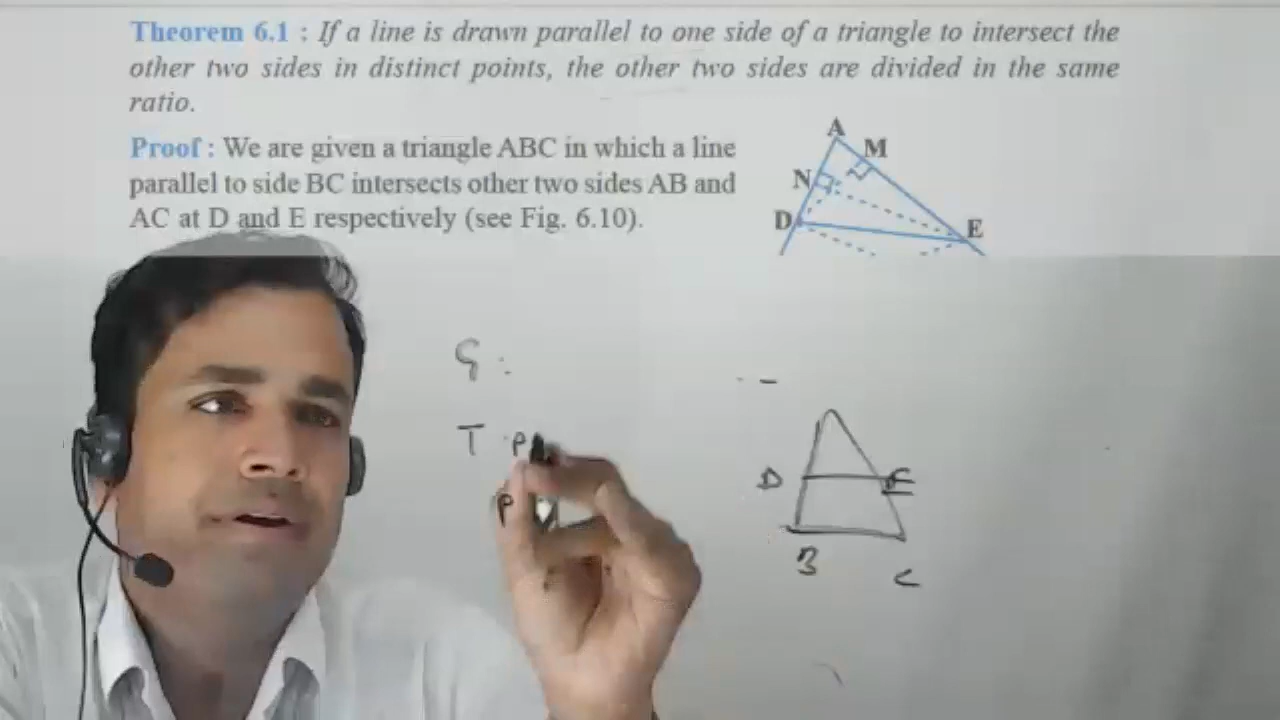 Theorem 6.1 : If a line is drawn parallel to one side of a triangle to intersect the
other two sides in distinct points, the other two sides are divided in the same
ratio.
Proof : We are given a triangle ABC in which a line
parallel to side BC intersects other two sides AB and
AC at D and E respectively (see Fig. 6.10).
A
M
N
D
E
G :
T P
P
D E
B C